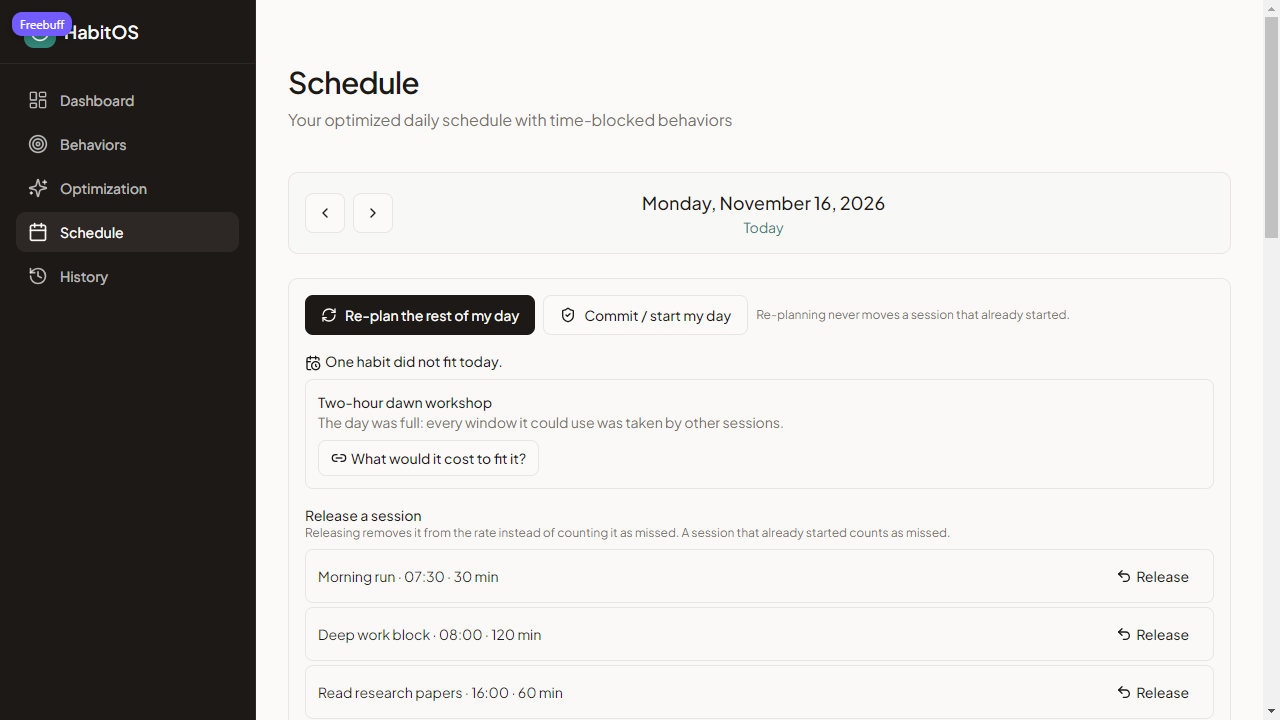 Freebuff
HabitOS
Dashboard
Behaviors
Optimization
Schedule
History
Schedule
Your optimized daily schedule with time-blocked behaviors
Monday, November 16, 2026
Today
Re-plan the rest of my day
Commit / start my day
Re-planning never moves a session that already started.
One habit did not fit today.
Two-hour dawn workshop
The day was full: every window it could use was taken by other sessions.
What would it cost to fit it?
Release a session
Releasing removes it from the rate instead of counting it as missed. A session that already started counts as missed.
Morning run · 07:30 · 30 min
Release
Deep work block · 08:00 · 120 min
Release
Read research papers · 16:00 · 60 min
Release